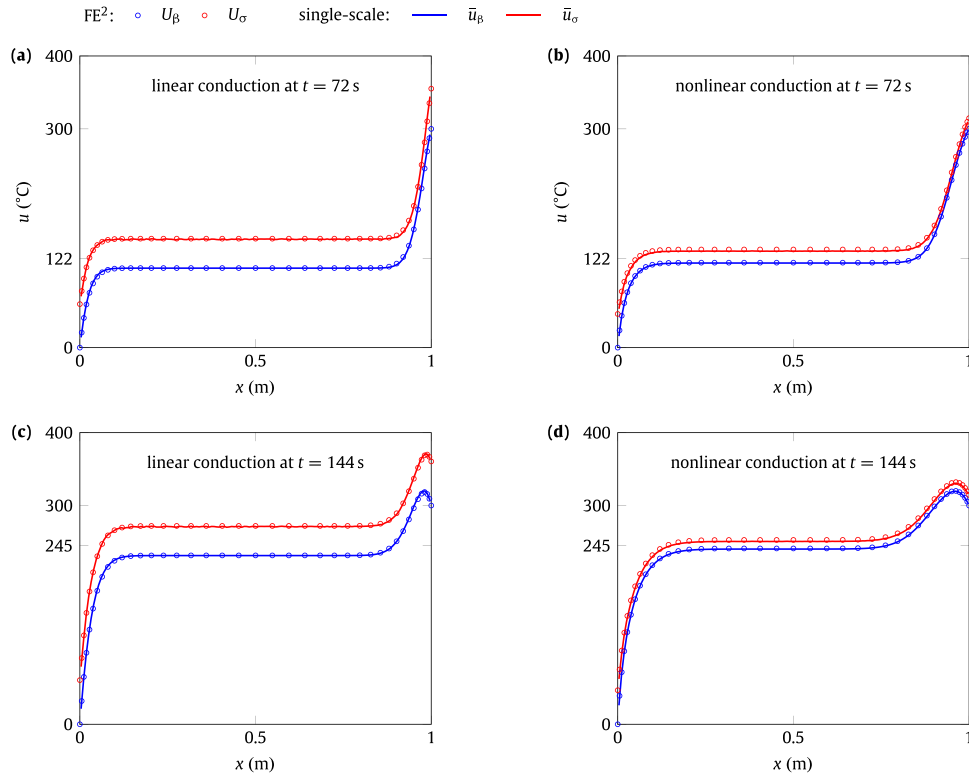 FE²: U_β U_σ single-scale: ū_β ū_σ
(a) 400
linear conduction at t = 72 s
300
u (°C)
122
0
0 0.5 1
x (m)
(b) 400
nonlinear conduction at t = 72 s
300
u (°C)
122
0
0 0.5 1
x (m)
(c) 400
linear conduction at t = 144 s
300
245
0
0 0.5 1
x (m)
(d) 400
nonlinear conduction at t = 144 s
300
245
0
0 0.5 1
x (m)